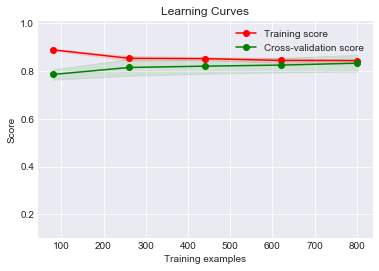 Learning Curves
1.0
Training score
Cross-validation score
0.8
0.6
0.4
0.2
Score
100 200 300 400 500 600 700 800
Training examples